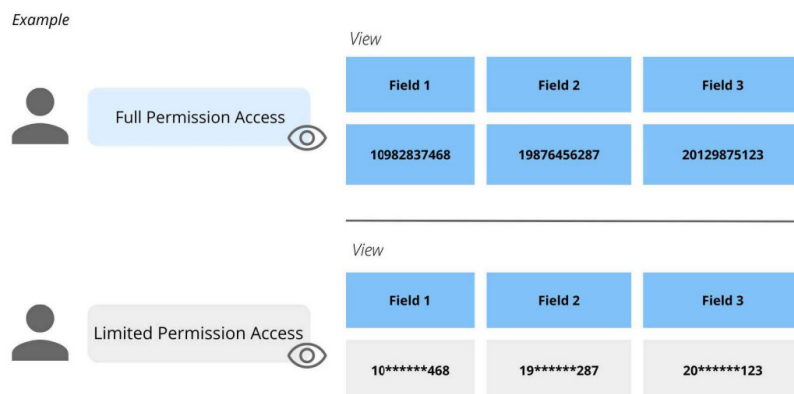 Example
View
Full Permission Access
Field 1 Field 2 Field 3
10982837468 19876456287 20129875123
View
Limited Permission Access
Field 1 Field 2 Field 3
10******468 19******287 20******123